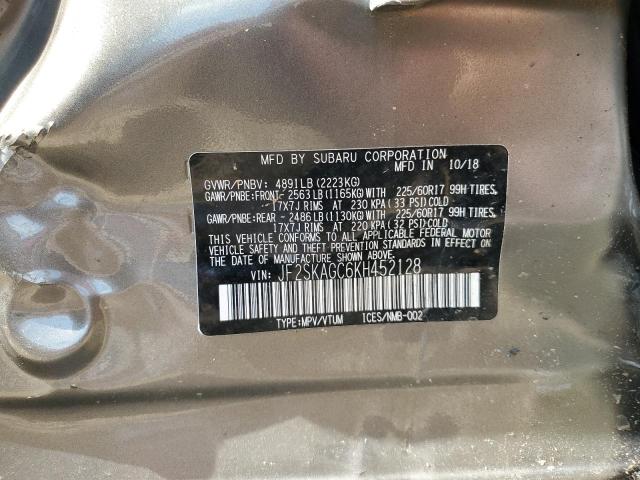 MFD BY SUBARU CORPORATION
MFD IN 10/18
GVWR/PNBV: 4891LB(2223KG)
GAWR/PNBE:FRONT- 2563LB(1165KG)WITH 225/60R17 99H TIRES,
17X7J RIMS AT 230 KPA(33 PSI)COLD
GAWR/PNBE:REAR - 2486LB(1130KG)WITH 225/60R17 99H TIRES,
17X7J RIMS AT 220 KPA(32 PSI)COLD
THIS VEHICLE CONFORMS TO ALL APPLICABLE FEDERAL MOTOR
VEHICLE SAFETY AND THEFT PREVENTION STANDARDS IN EFFECT ON
THE DATE OF MANUFACTURE SHOWN ABOVE.
VIN: JF2SKAGC6KH452128
TYPE:MPV/VTUM ICES/NMB-002